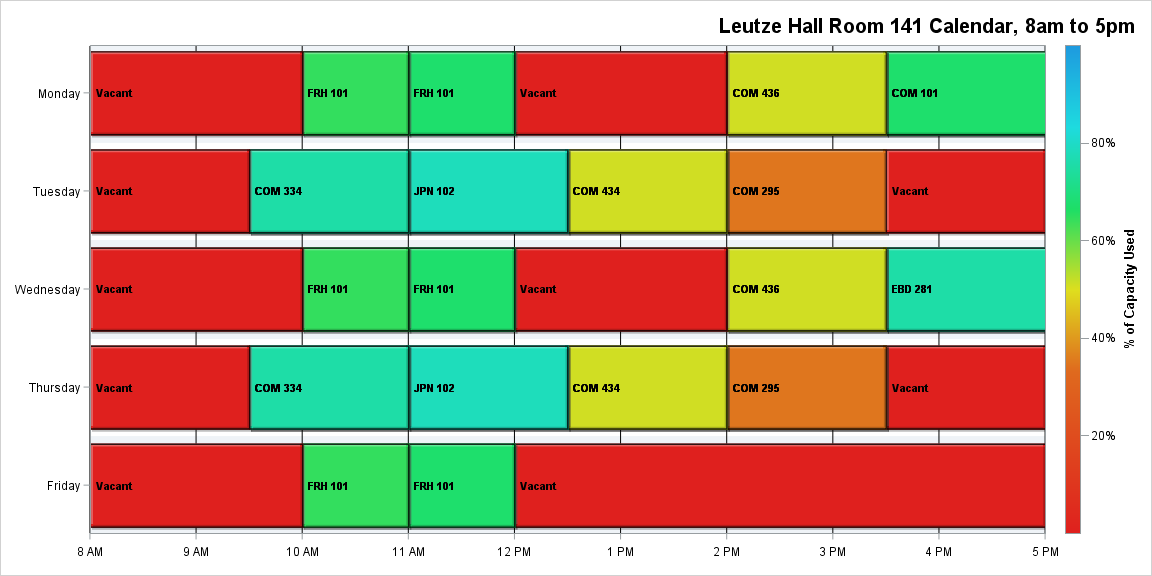 Leutze Hall Room 141 Calendar, 8am to 5pm
Monday
Vacant
FRH 101
FRH 101
Vacant
COM 436
COM 101
Tuesday
Vacant
COM 334
JPN 102
COM 434
COM 295
Vacant
Wednesday
Vacant
FRH 101
FRH 101
Vacant
COM 436
EBD 281
Thursday
Vacant
COM 334
JPN 102
COM 434
COM 295
Vacant
Friday
Vacant
FRH 101
FRH 101
Vacant
8 AM
9 AM
10 AM
11 AM
12 PM
1 PM
2 PM
3 PM
4 PM
5 PM
80%
60%
40%
20%
% of Capacity Used